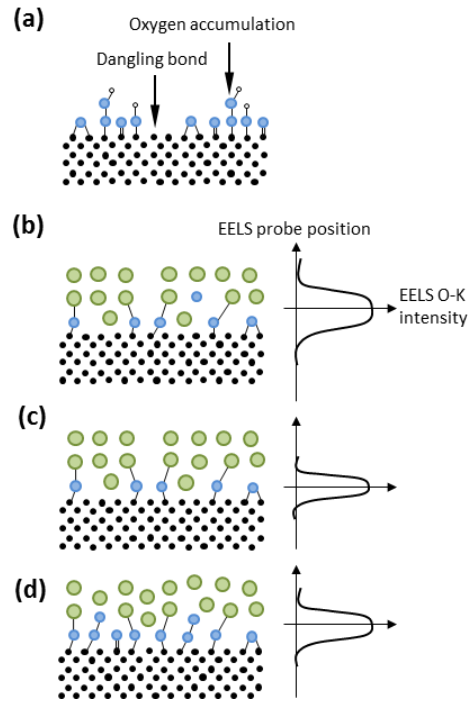 (a)
Oxygen accumulation
Dangling bond
(b)
EELS probe position
EELS O-K
intensity
(c)
(d)